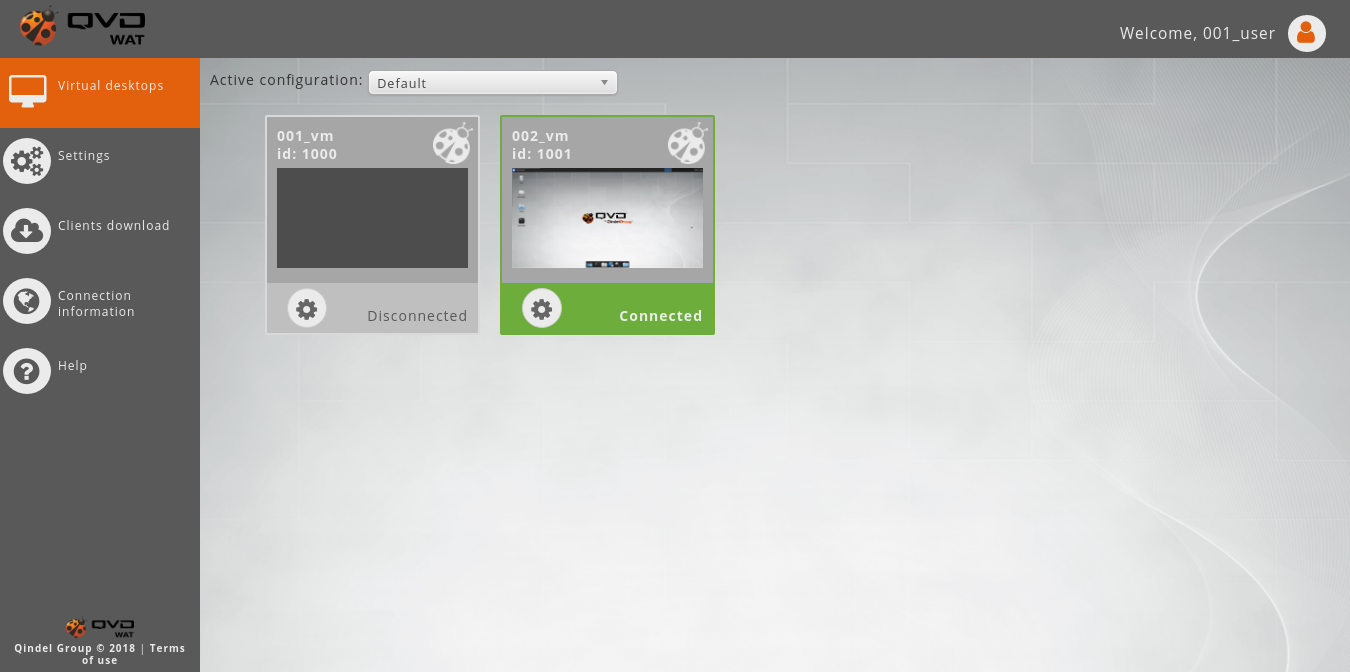 QVD
WAT
Welcome, 001_user
Virtual desktops
Settings
Clients download
Connection
information
Help
Active configuration:
Default
001_vm
id: 1000
Disconnected
002_vm
id: 1001
QVD
Connected
QVD
WAT
Qindel Group © 2018 | Terms
of use